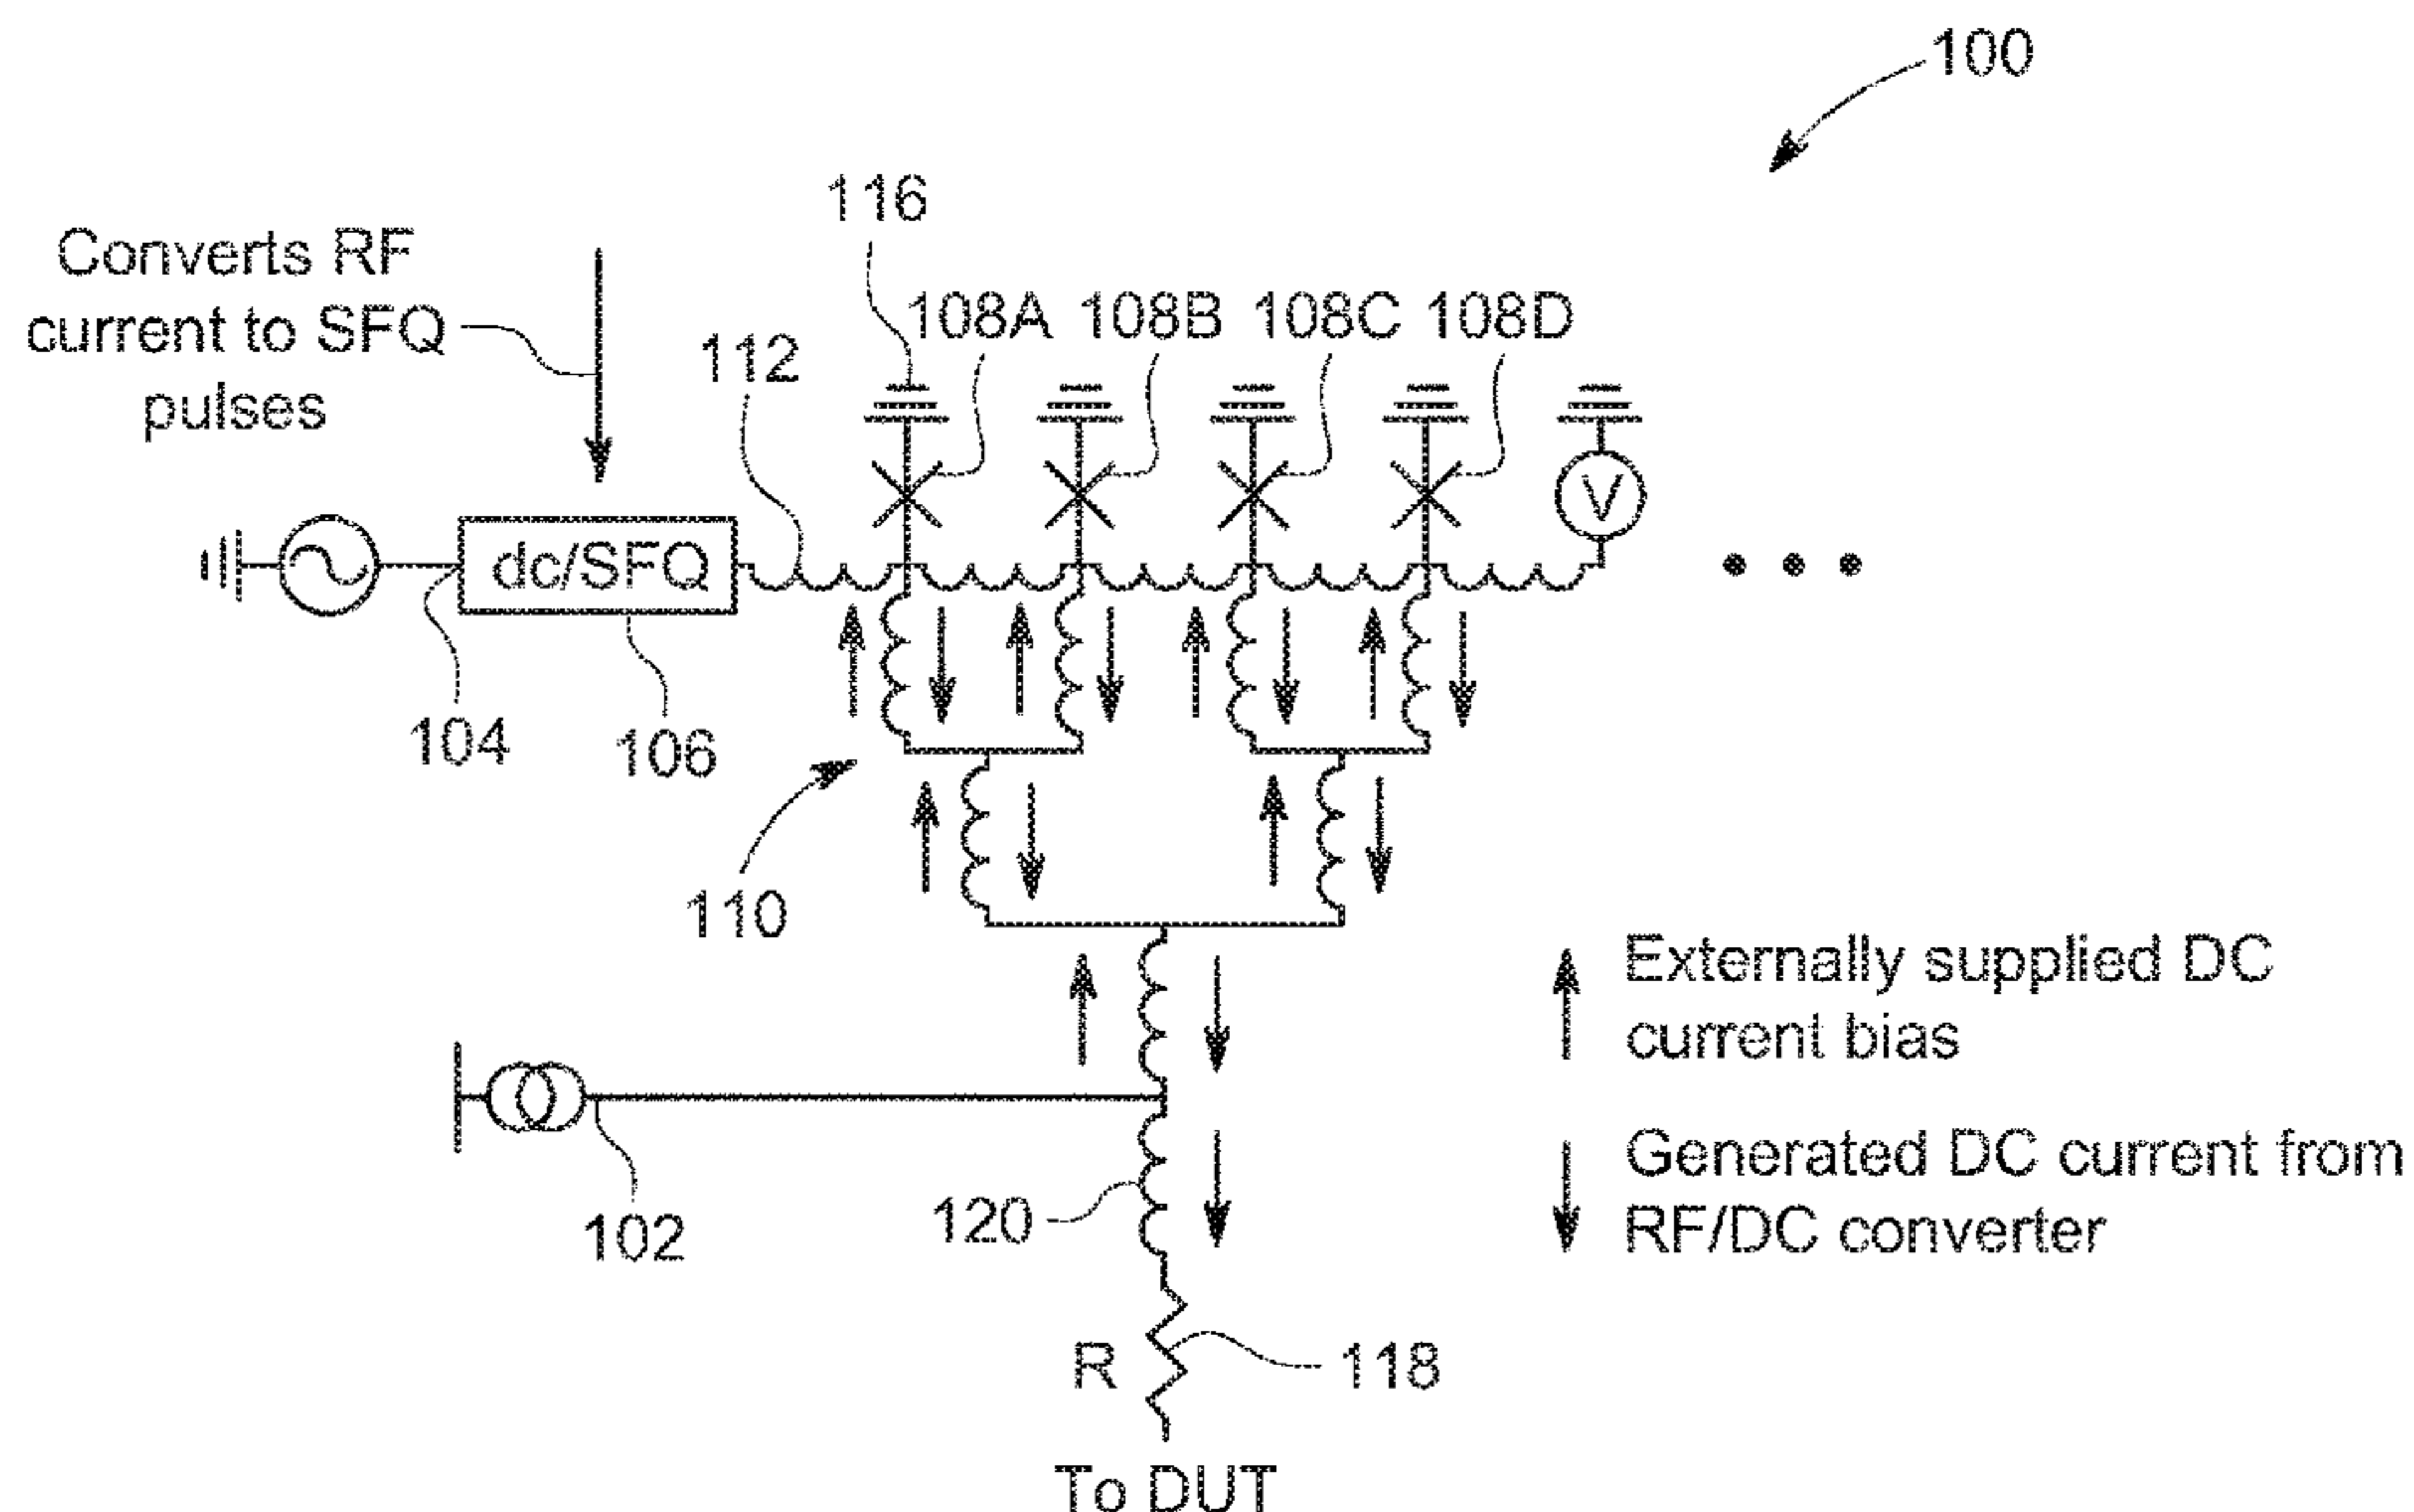 100
116
Converts RF
current to SFQ
pulses
108A 108B 108C 108D
112
V
dc/SFQ
104
106
110
Externally supplied DC
current bias
Generated DC current from
RF/DC converter
102
120
R
118
To DUT